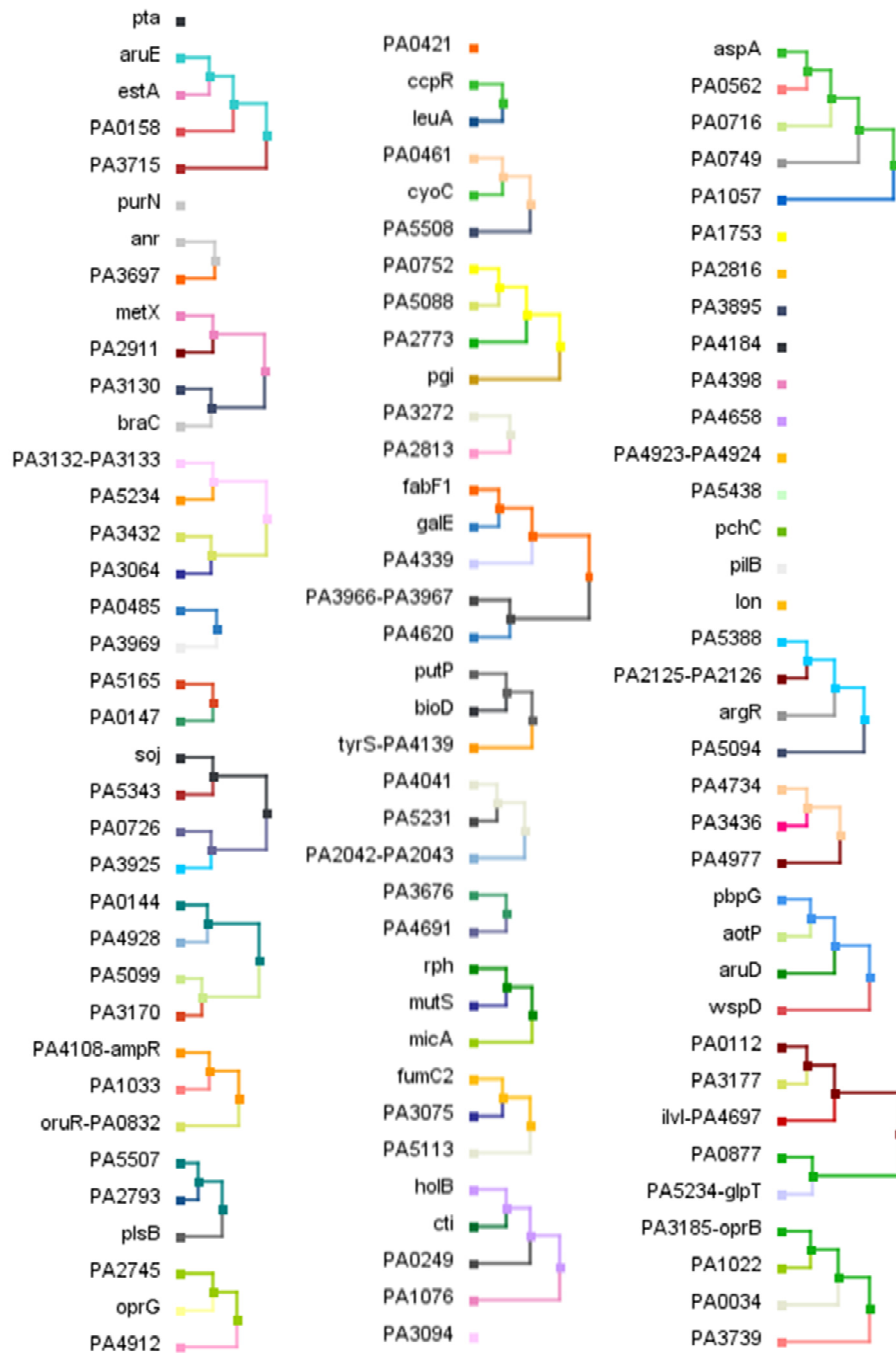 pta
aruE
estA
PA0158
PA3715
purN
anr
PA3697
metX
PA2911
PA3130
braC
PA3132-PA3133
PA5234
PA3432
PA3064
PA0485
PA3969
PA5165
PA0147
soj
PA5343
PA0726
PA3925
PA0144
PA4928
PA5099
PA3170
PA4108-ampR
PA1033
oruR-PA0832
PA5507
PA2793
plsB
PA2745
oprG
PA4912
PA0421
ccpR
leuA
PA0461
cyoC
PA5508
PA0752
PA5088
PA2773
pgi
PA3272
PA2813
fabF1
galE
PA4339
PA3966-PA3967
PA4620
putP
bioD
tyrS-PA4139
PA4041
PA5231
PA2042-PA2043
PA3676
PA4691
rph
mutS
micA
fumC2
PA3075
PA5113
holB
cti
PA0249
PA1076
PA3094
aspA
PA0562
PA0716
PA0749
PA1057
PA1753
PA2816
PA3895
PA4184
PA4398
PA4658
PA4923-PA4924
PA5438
pchC
pilB
lon
PA5388
PA2125-PA2126
argR
PA5094
PA4734
PA3436
PA4977
pbpG
aotP
aruD
wspD
PA0112
PA3177
ilvI-PA4697
PA0877
PA5234-glpT
PA3185-oprB
PA1022
PA0034
PA3739